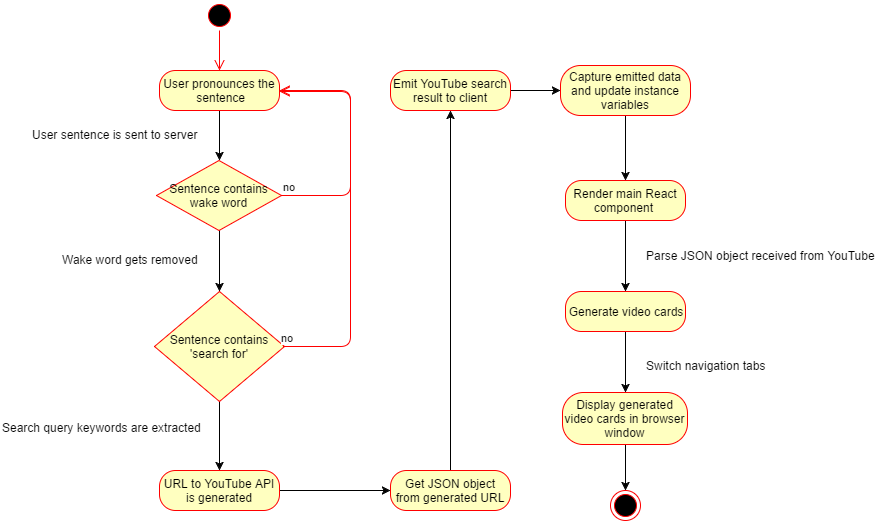 User pronounces the
sentence
User sentence is sent to server
Sentence contains
wake word
no
Wake word gets removed
Sentence contains
'search for'
no
Search query keywords are extracted
URL to YouTube API
is generated
Get JSON object
from generated URL
Emit YouTube search
result to client
Capture emitted data
and update instance
variables
Render main React
component
Parse JSON object received from YouTube
Generate video cards
Switch navigation tabs
Display generated
video cards in browser
window